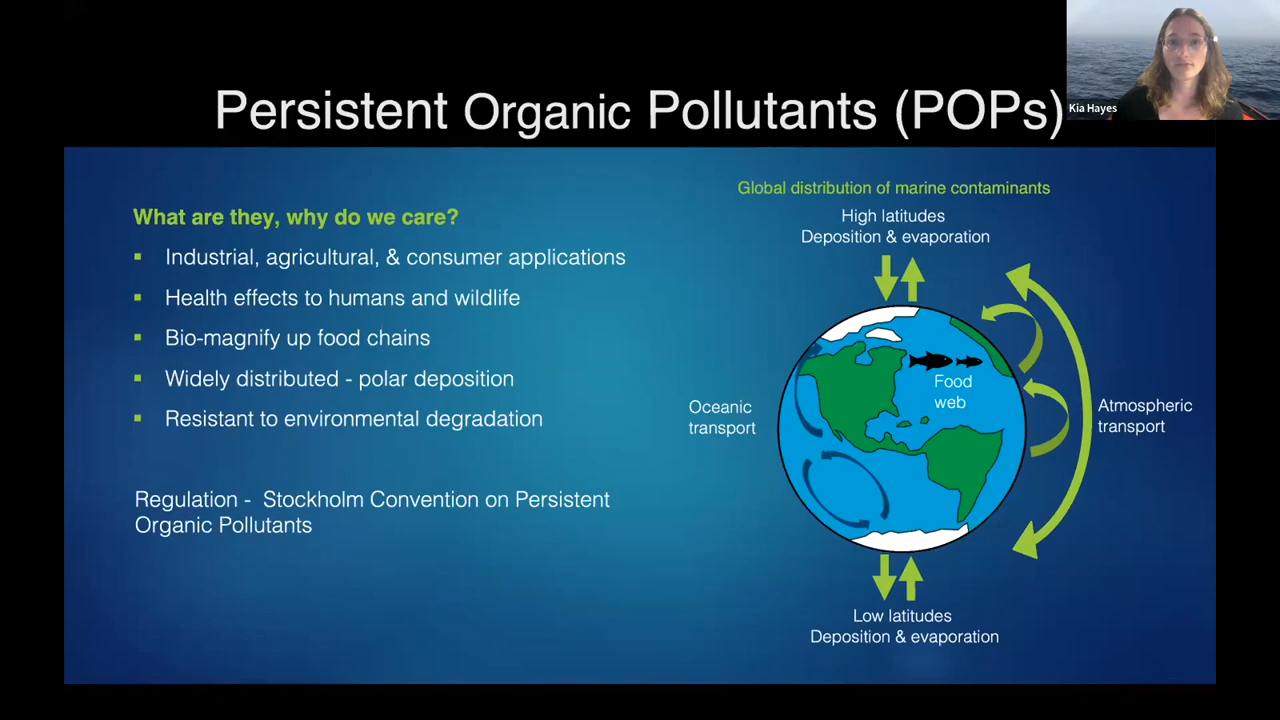 Persistent Organic Pollutants (POPs)
Kia Hayes
What are they, why do we care?
▪ Industrial, agricultural, & consumer applications
▪ Health effects to humans and wildlife
▪ Bio-magnify up food chains
▪ Widely distributed - polar deposition
▪ Resistant to environmental degradation
Regulation - Stockholm Convention on Persistent
Organic Pollutants
Global distribution of marine contaminants
High latitudes
Deposition & evaporation
Food
web
Oceanic
transport
Atmospheric
transport
Low latitudes
Deposition & evaporation